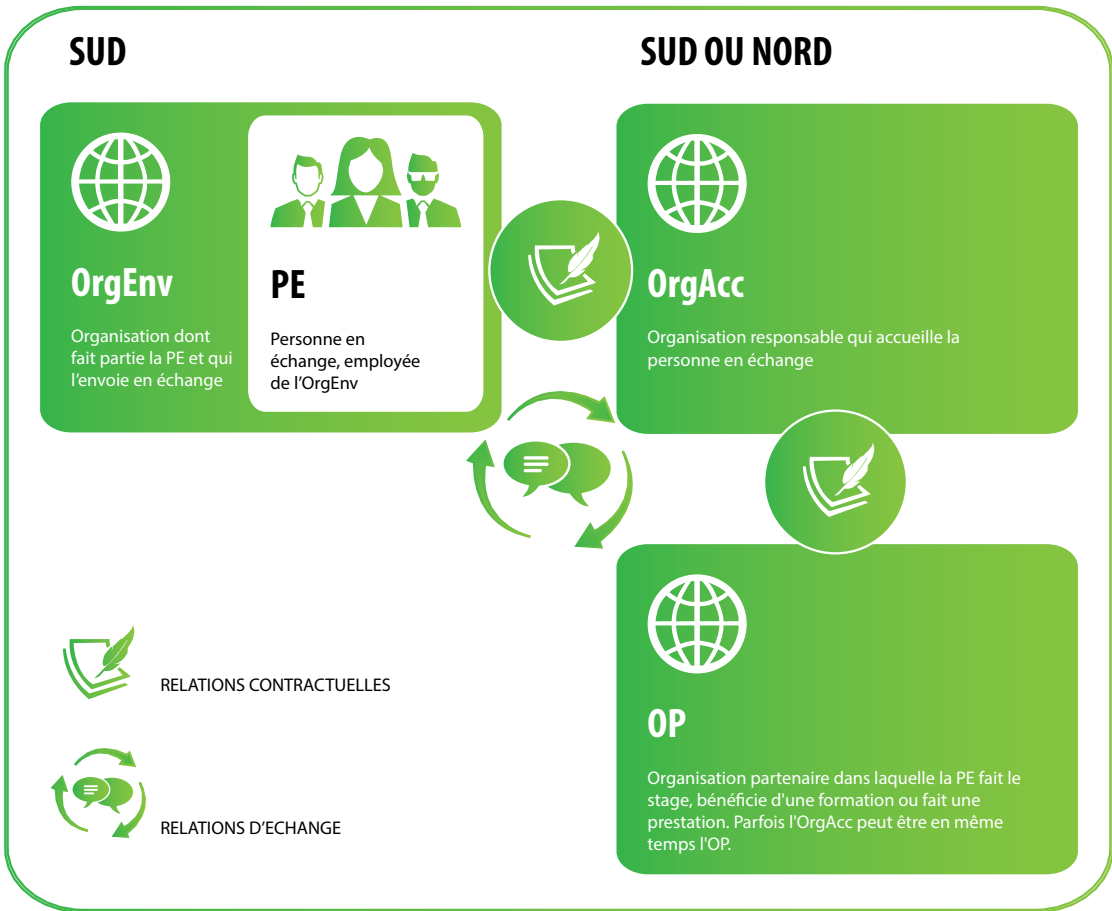 SUD
OrgEnv
Organisation dont
fait partie la PE et qui
l'envoie en échange
PE
Personne en
échange, employée
de l'OrgEnv
SUD OU NORD
OrgAcc
Organisation responsable qui accueille la
personne en échange
OP
Organisation partenaire dans laquelle la PE fait le
stage, bénéficie d'une formation ou fait une
prestation. Parfois l'OrgAcc peut être en même
temps l'OP.
RELATIONS CONTRACTUELLES
RELATIONS D'ECHANGE